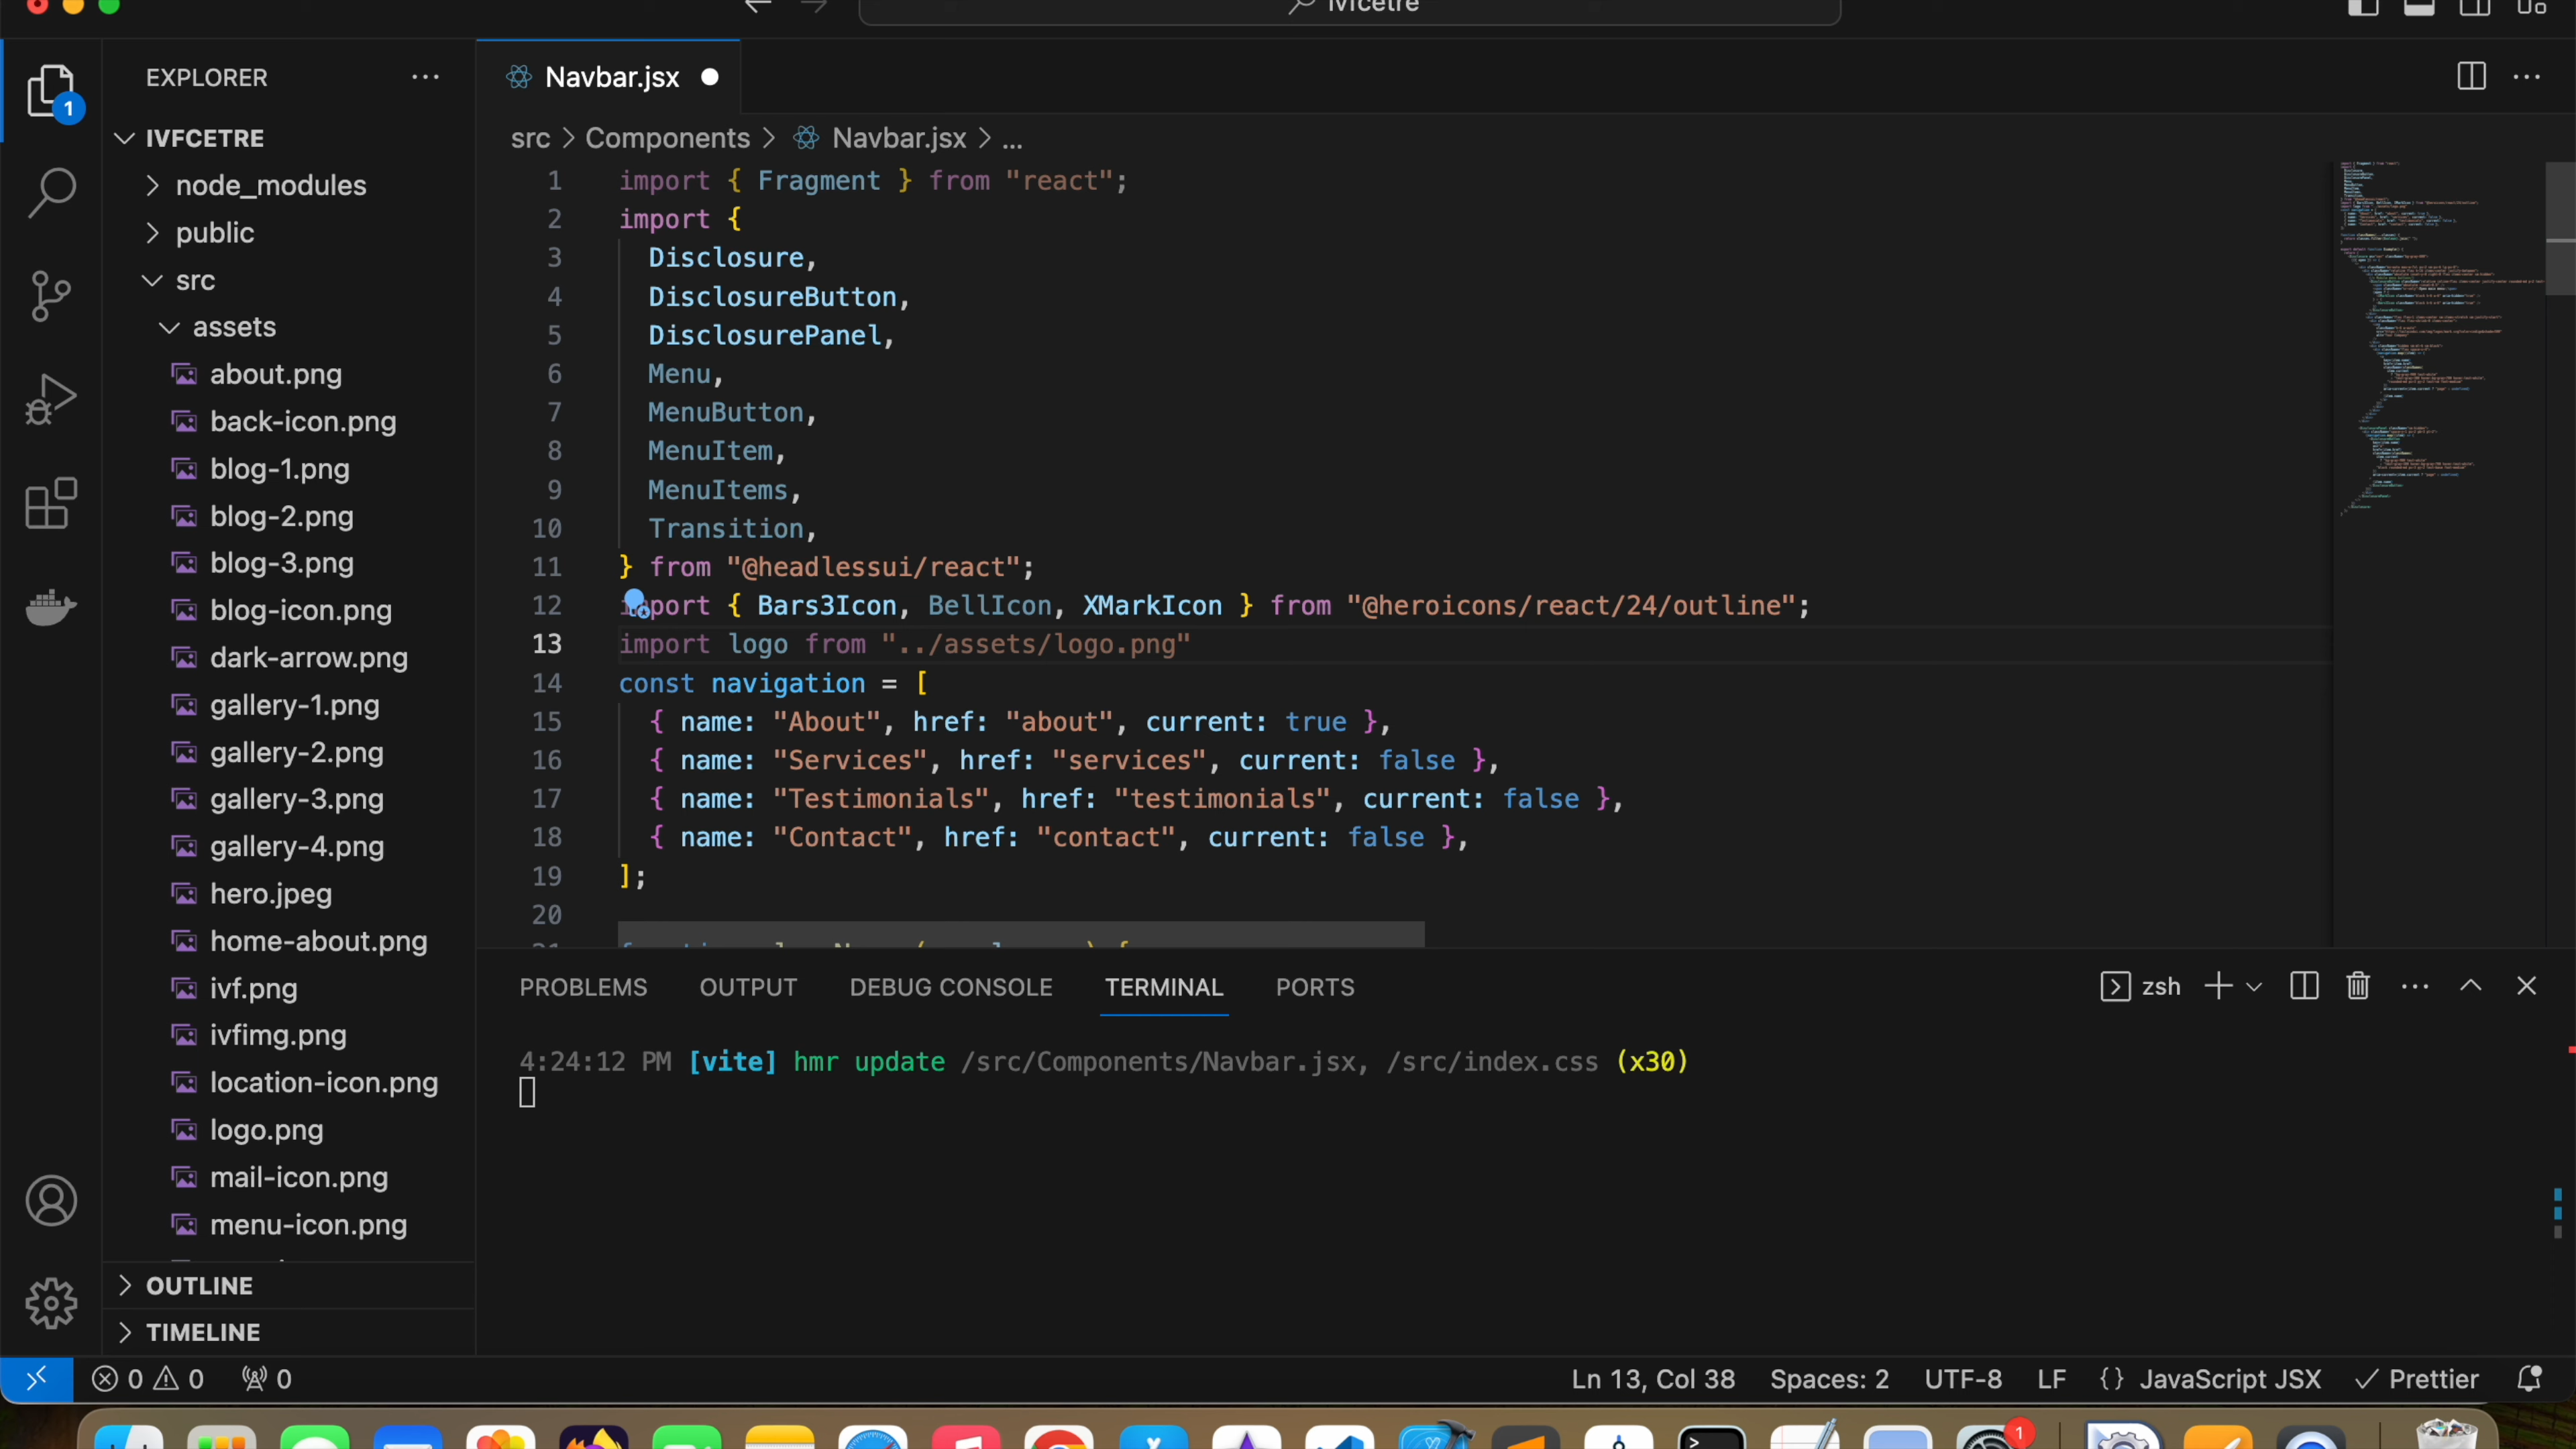 ivfcetre
EXPLORER
Navbar.jsx
1
IVFCETRE
node_modules
public
src
assets
about.png
back-icon.png
blog-1.png
blog-2.png
blog-3.png
blog-icon.png
dark-arrow.png
gallery-1.png
gallery-2.png
gallery-3.png
gallery-4.png
hero.jpeg
home-about.png
ivf.png
ivfimg.png
location-icon.png
logo.png
mail-icon.png
menu-icon.png
OUTLINE
TIMELINE
src > Components > Navbar.jsx > ...
1 import { Fragment } from "react";
2 import {
3 Disclosure,
4 DisclosureButton,
5 DisclosurePanel,
6 Menu,
7 MenuButton,
8 MenuItem,
9 MenuItems,
10 Transition,
11 } from "@headlessui/react";
12 import { Bars3Icon, BellIcon, XMarkIcon } from "@heroicons/react/24/outline";
13 import logo from "../assets/logo.png"
14 const navigation = [
15 { name: "About", href: "about", current: true },
16 { name: "Services", href: "services", current: false },
17 { name: "Testimonials", href: "testimonials", current: false },
18 { name: "Contact", href: "contact", current: false },
19 ];
20
PROBLEMS OUTPUT DEBUG CONSOLE TERMINAL PORTS zsh
4:24:12 PM [vite] hmr update /src/Components/Navbar.jsx, /src/index.css (x30)
0 0 0 Ln 13, Col 38 Spaces: 2 UTF-8 LF {} JavaScript JSX Prettier
1